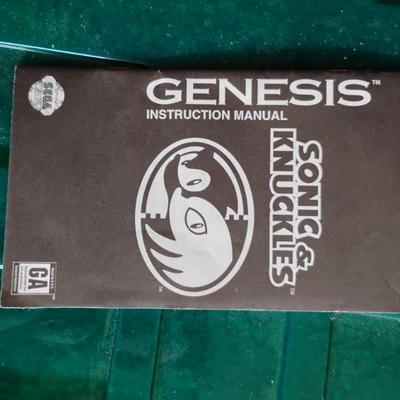 GENESIS™
INSTRUCTION MANUAL
SONIC &
KNUCKLES™
SEGA
GA